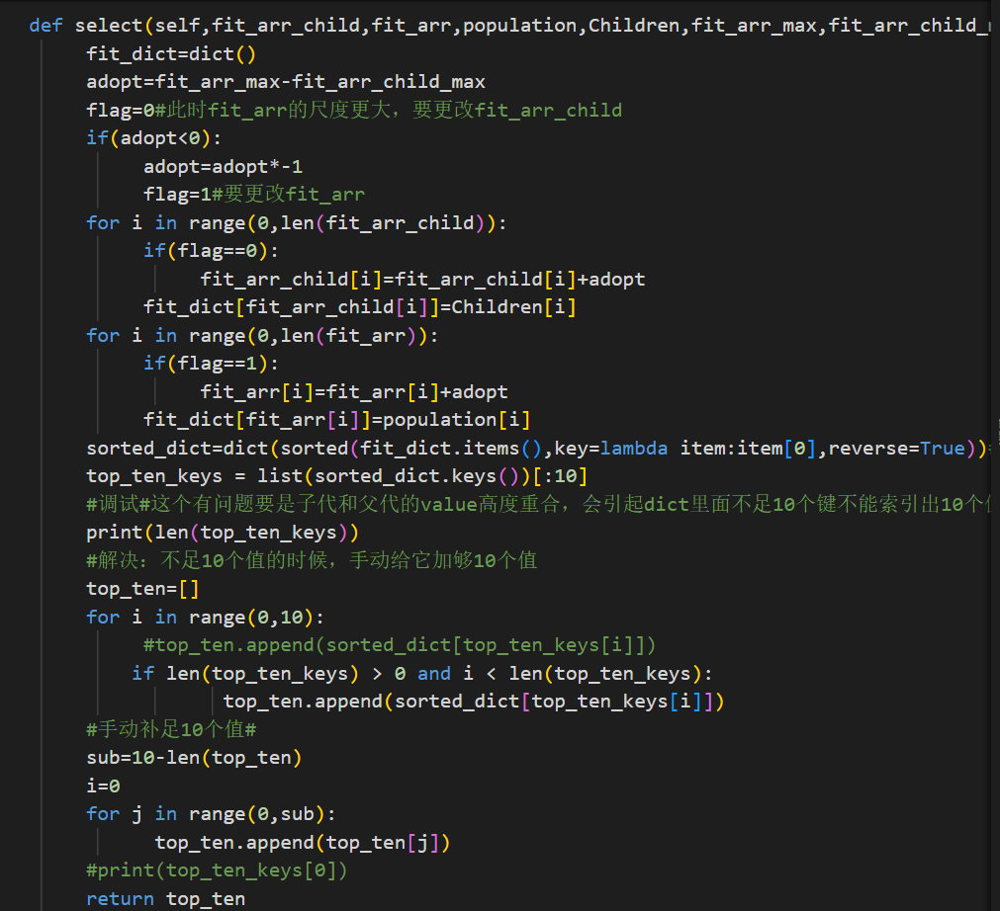 def select(self,fit_arr_child,fit_arr,population,Children,fit_arr_max,fit_arr_child_
fit_dict=dict()
adopt=fit_arr_max-fit_arr_child_max
flag=0#此时fit_arr的尺度更大，要更改fit_arr_child
if(adopt<0):
adopt=adopt*-1
flag=1#要更改fit_arr
for i in range(0,len(fit_arr_child)):
if(flag==0):
fit_arr_child[i]=fit_arr_child[i]+adopt
fit_dict[fit_arr_child[i]]=Children[i]
for i in range(0,len(fit_arr)):
if(flag==1):
fit_arr[i]=fit_arr[i]+adopt
fit_dict[fit_arr[i]]=population[i]
sorted_dict=dict(sorted(fit_dict.items(),key=lambda item:item[0],reverse=True))#
top_ten_keys = list(sorted_dict.keys())[:10]
#调试#这个有问题要是子代和父代的value高度重合，会引起dict里面不足10个键不能索引出10个
print(len(top_ten_keys))
#解决：不足10个值的时候，手动给它加够10个值
top_ten=[]
for i in range(0,10):
#top_ten.append(sorted_dict[top_ten_keys[i]])
if len(top_ten_keys) > 0 and i < len(top_ten_keys):
top_ten.append(sorted_dict[top_ten_keys[i]])
#手动补足10个值#
sub=10-len(top_ten)
i=0
for j in range(0,sub):
top_ten.append(top_ten[j])
#print(top_ten_keys[0])
return top_ten